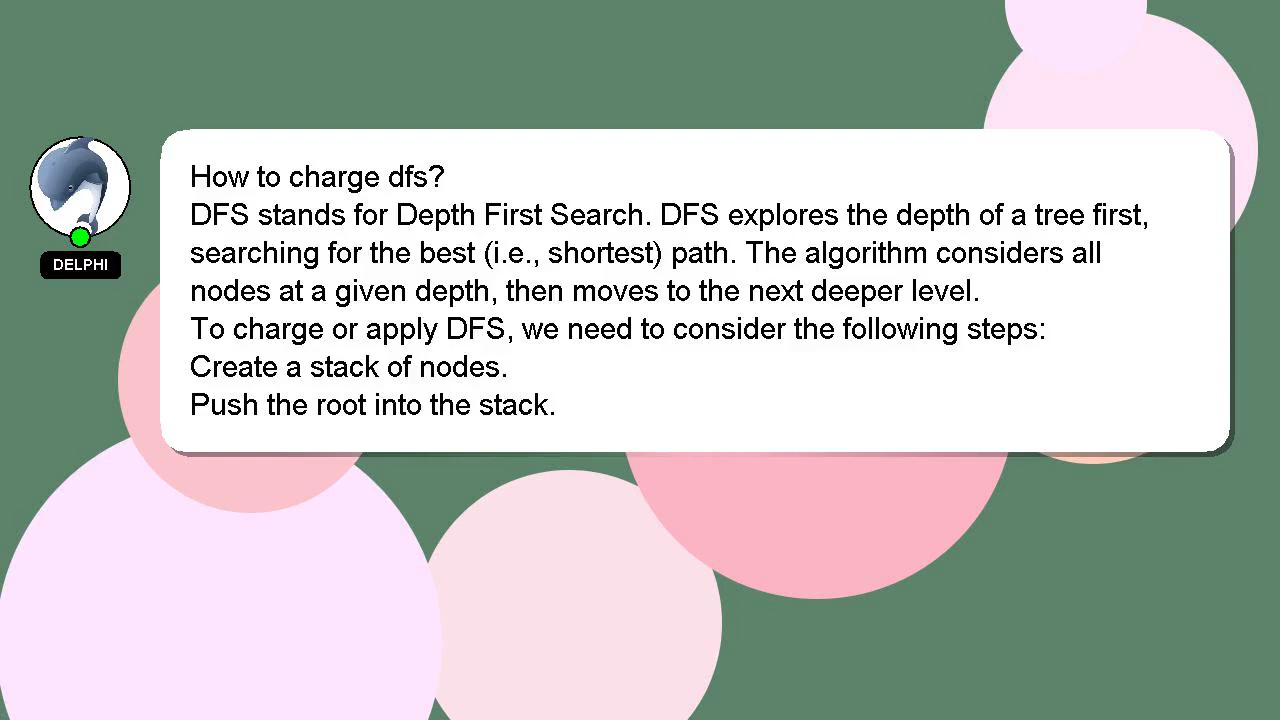 How to charge dfs?
DFS stands for Depth First Search. DFS explores the depth of a tree first,
searching for the best (i.e., shortest) path. The algorithm considers all
nodes at a given depth, then moves to the next deeper level.
To charge or apply DFS, we need to consider the following steps:
Create a stack of nodes.
Push the root into the stack.
DELPHI